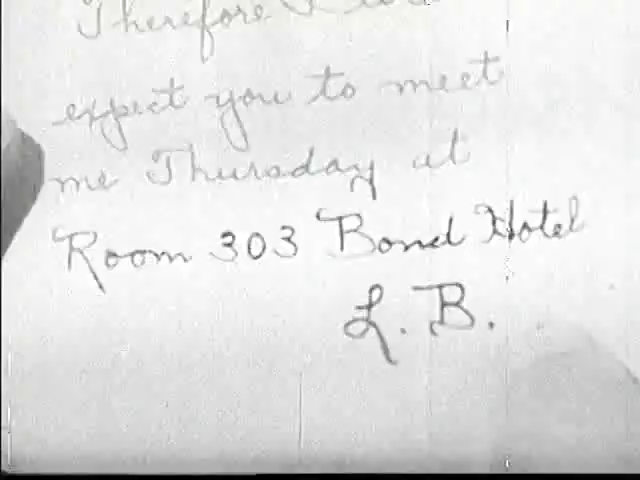 Therefore I
expect you to meet
me Thursday at
Room 303 Bond Hotel
L. B.